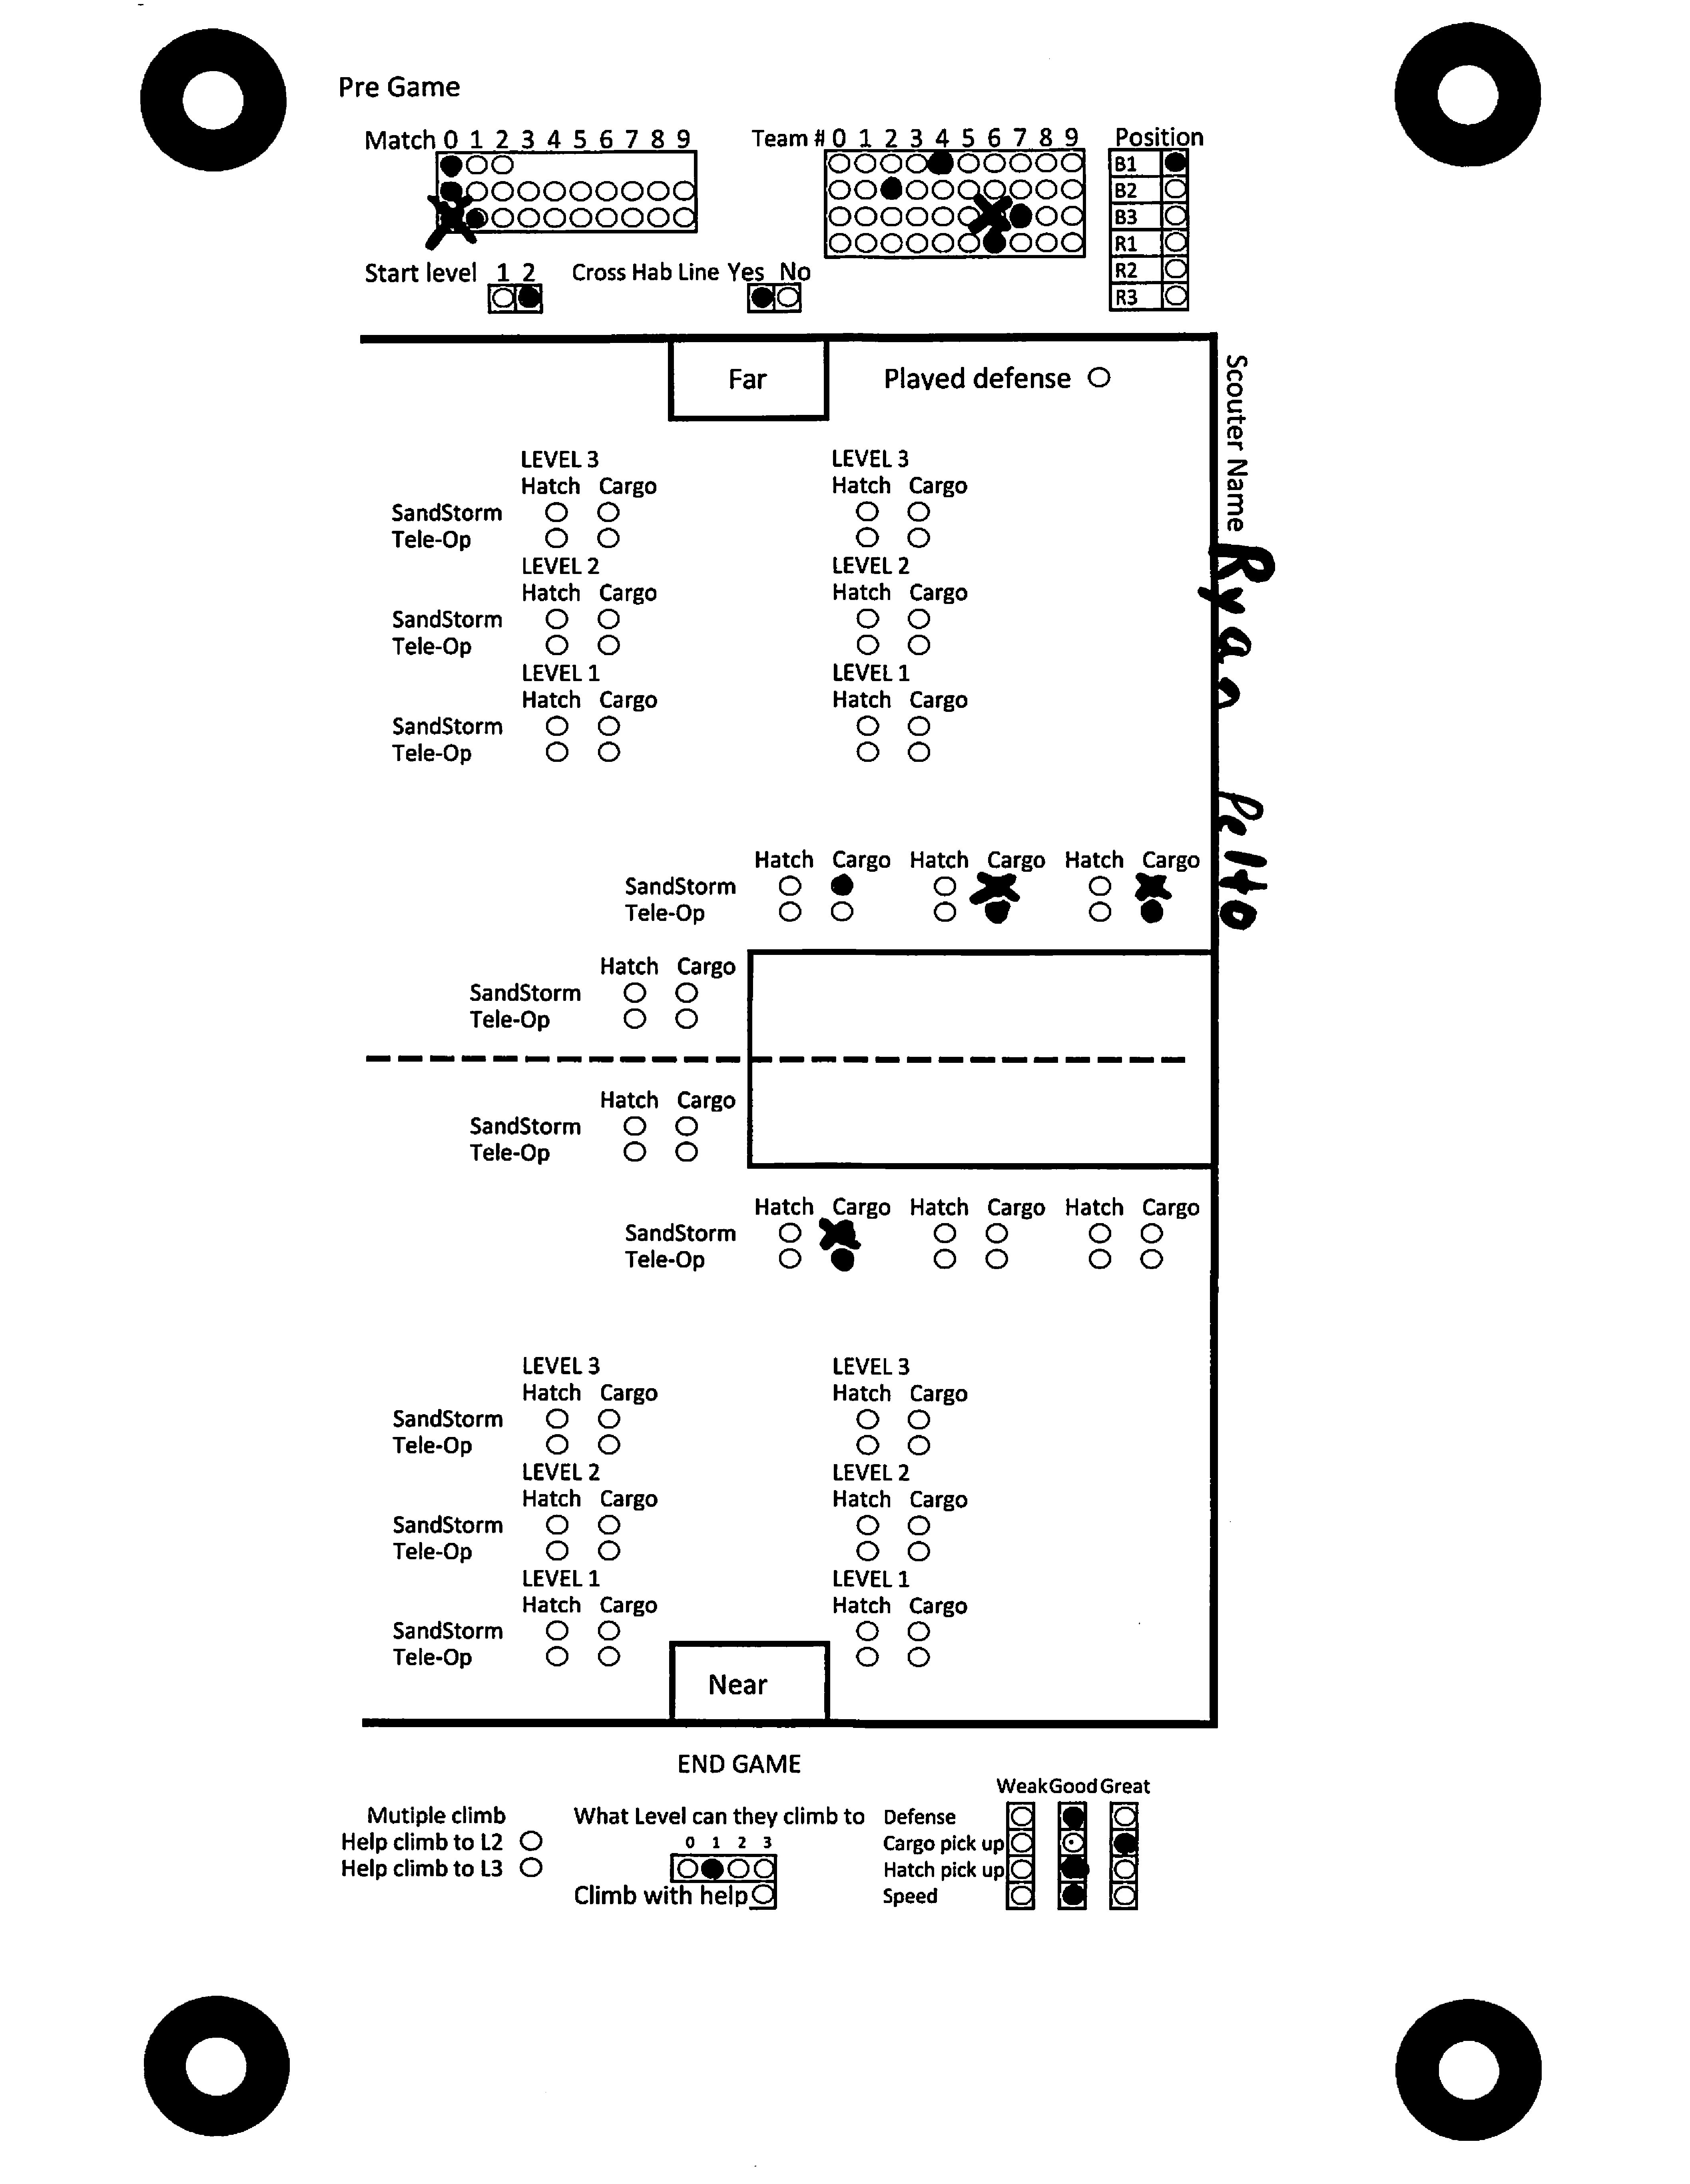 Pre Game
Match 0 1 2 3 4 5 6 7 8 9
Team # 0 1 2 3 4 5 6 7 8 9
Position
B1
B2
B3
R1
R2
R3
Start level 1 2
Cross Hab Line Yes No
Far
Played defense
Scouter Name Ryan Pelto
LEVEL 3 LEVEL 3
Hatch Cargo Hatch Cargo
SandStorm
Tele-Op
LEVEL 2 LEVEL 2
Hatch Cargo Hatch Cargo
SandStorm
Tele-Op
LEVEL 1 LEVEL 1
Hatch Cargo Hatch Cargo
SandStorm
Tele-Op
Hatch Cargo Hatch Cargo Hatch Cargo
SandStorm
Tele-Op
Hatch Cargo
SandStorm
Tele-Op
Hatch Cargo
SandStorm
Tele-Op
Hatch Cargo Hatch Cargo Hatch Cargo
SandStorm
Tele-Op
LEVEL 3 LEVEL 3
Hatch Cargo Hatch Cargo
SandStorm
Tele-Op
LEVEL 2 LEVEL 2
Hatch Cargo Hatch Cargo
SandStorm
Tele-Op
LEVEL 1 LEVEL 1
Hatch Cargo Hatch Cargo
SandStorm
Tele-Op
Near
END GAME
Mutiple climb
Help climb to L2
Help climb to L3
What Level can they climb to
0 1 2 3
Climb with help
Weak Good Great
Defense
Cargo pick up
Hatch pick up
Speed